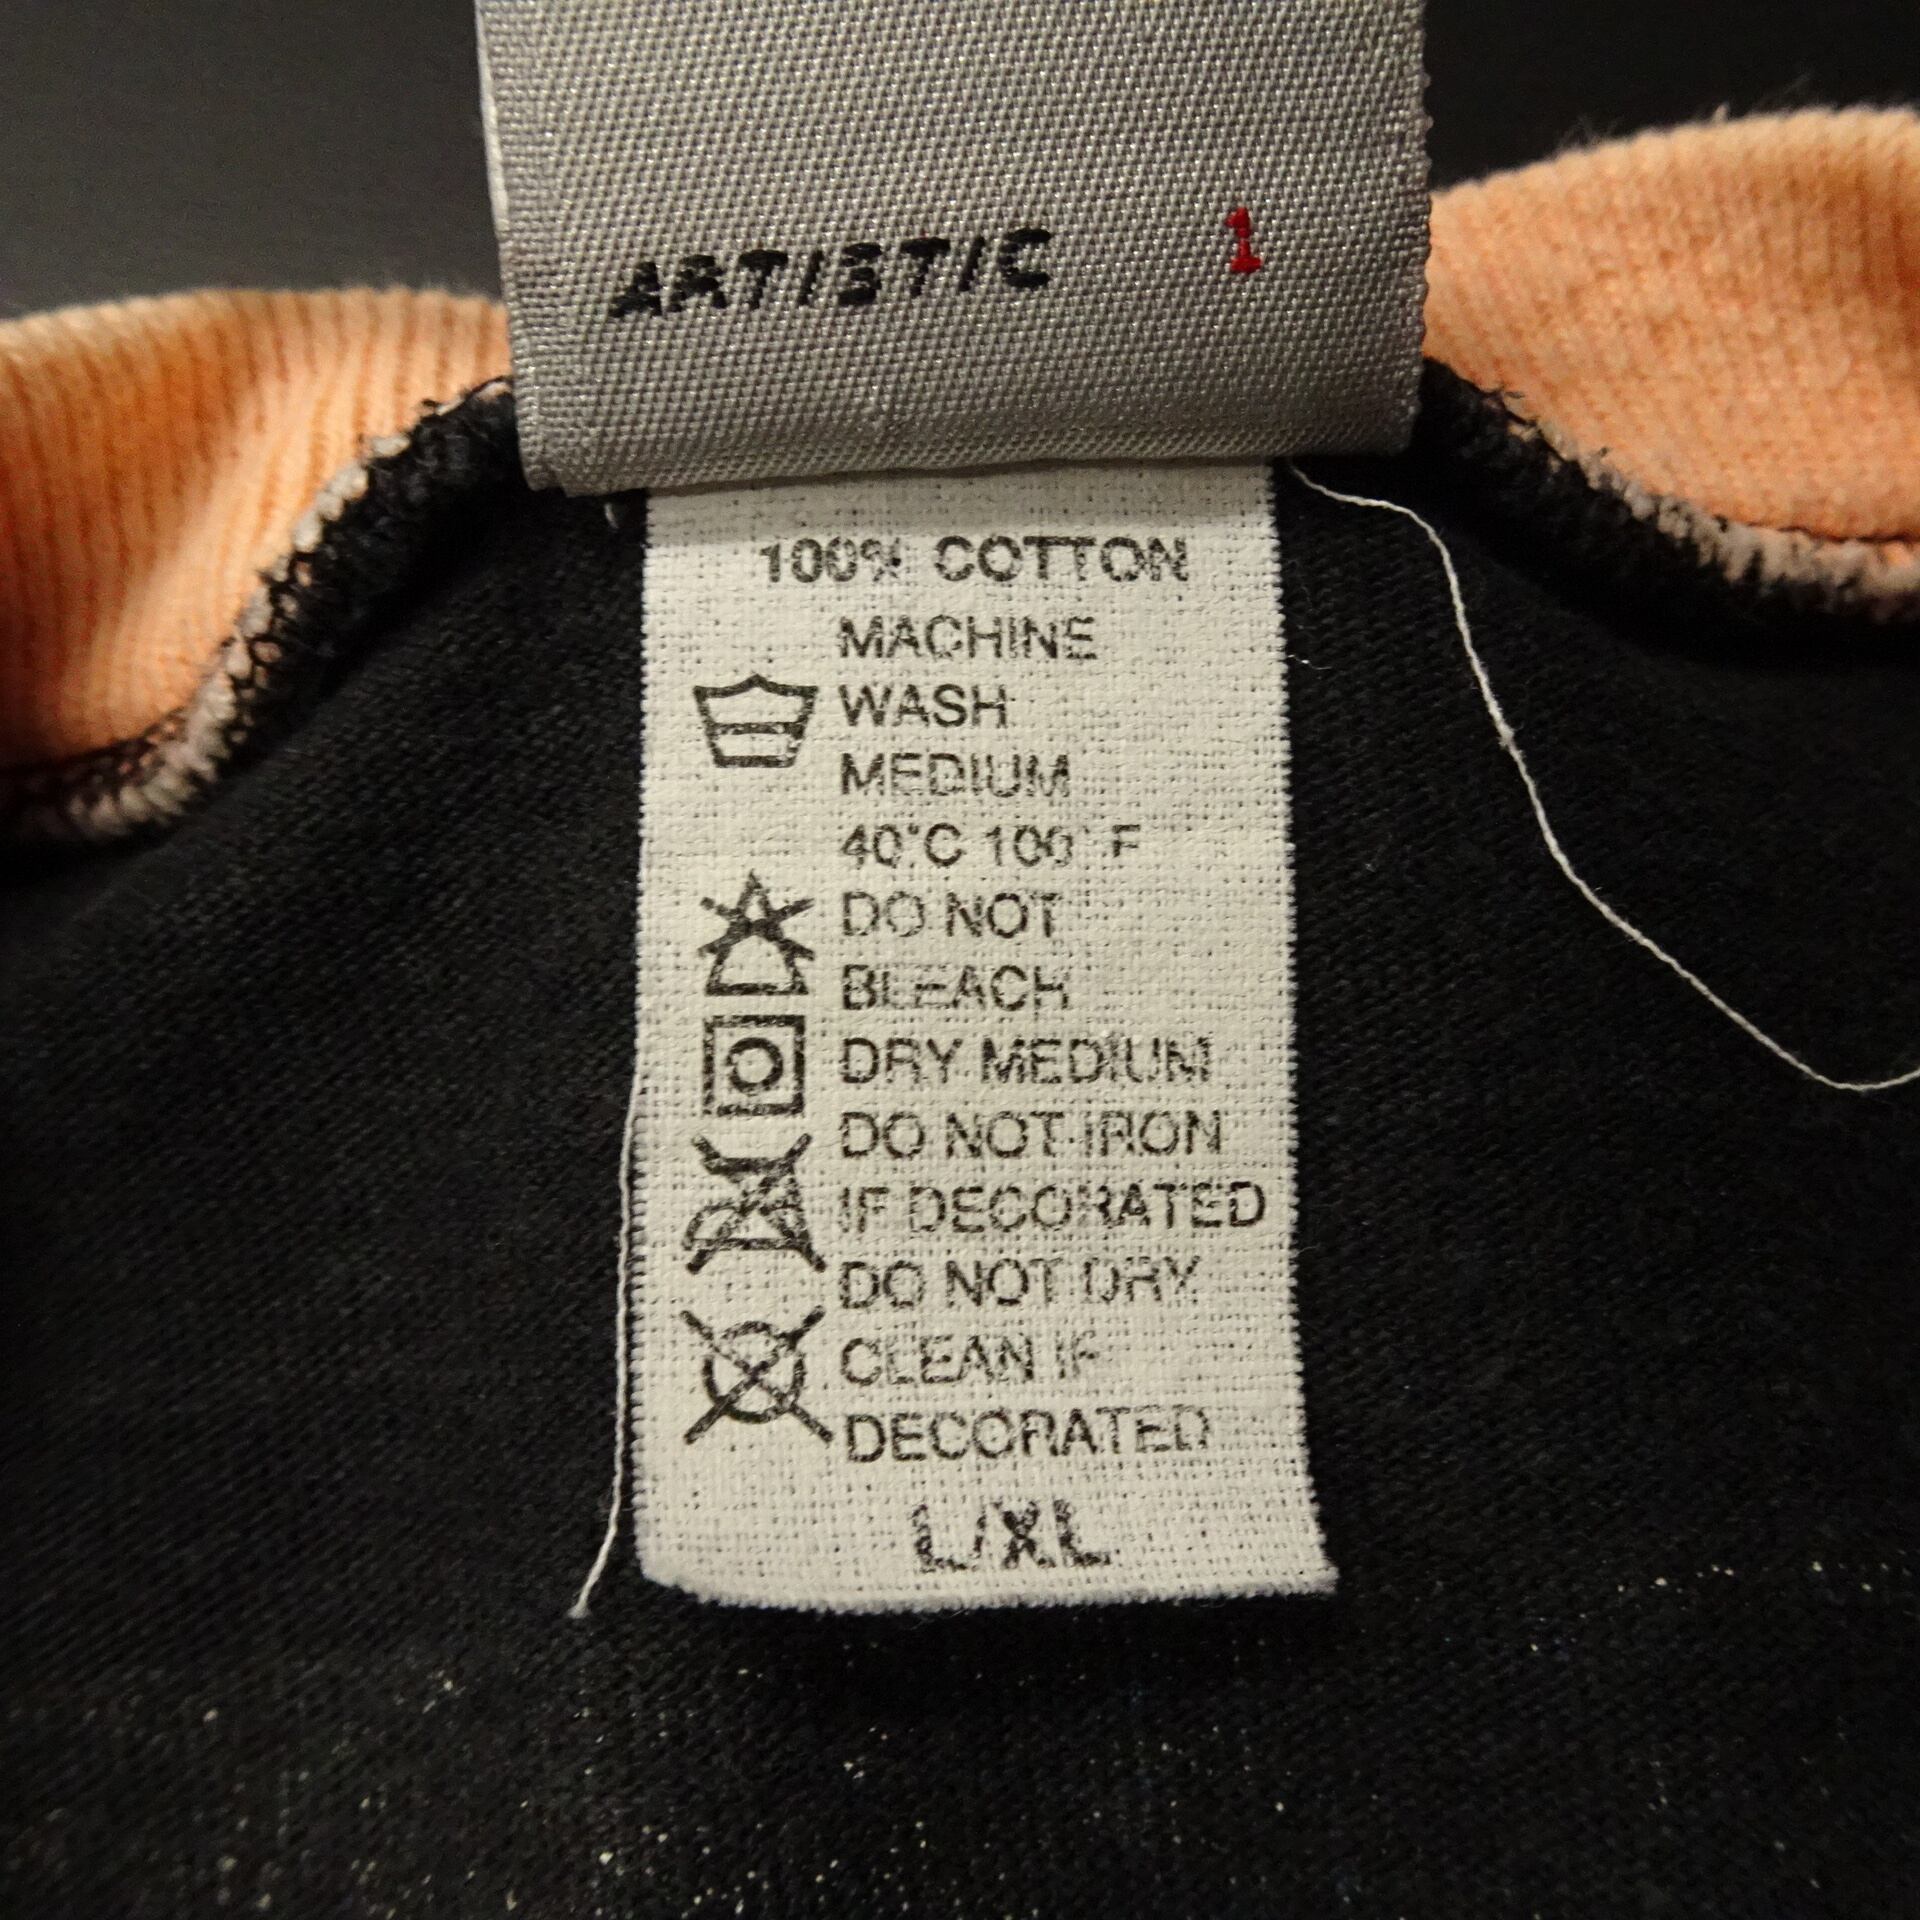 ARTISTIC 1
100% COTTON
MACHINE
WASH
MEDIUM
40°C 100°F
DO NOT
BLEACH
DRY MEDIUM
DO NOT IRON
IF DECORATED
DO NOT DRY
CLEAN IF
DECORATED
L/XL